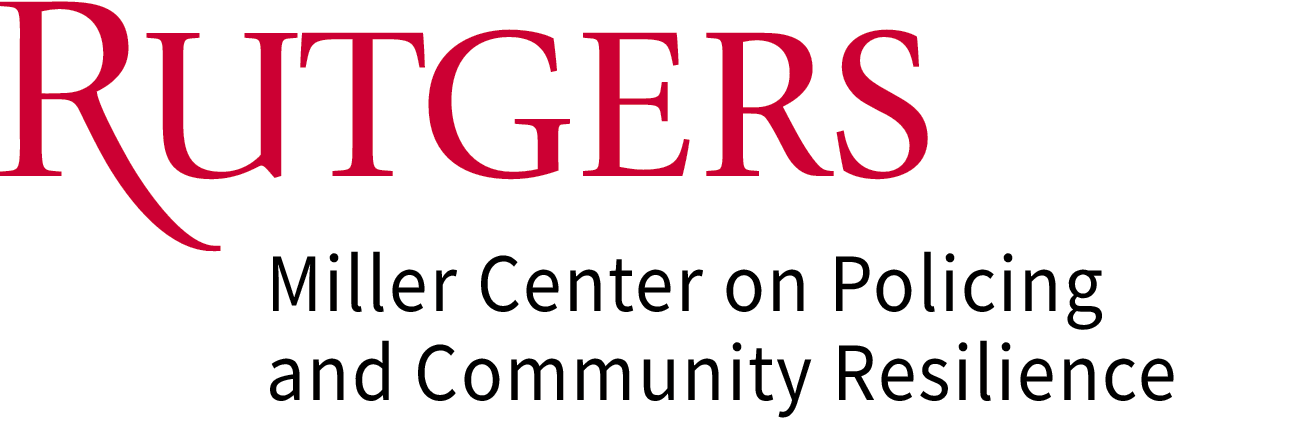 RUTGERS
Miller Center on Policing
and Community Resilience